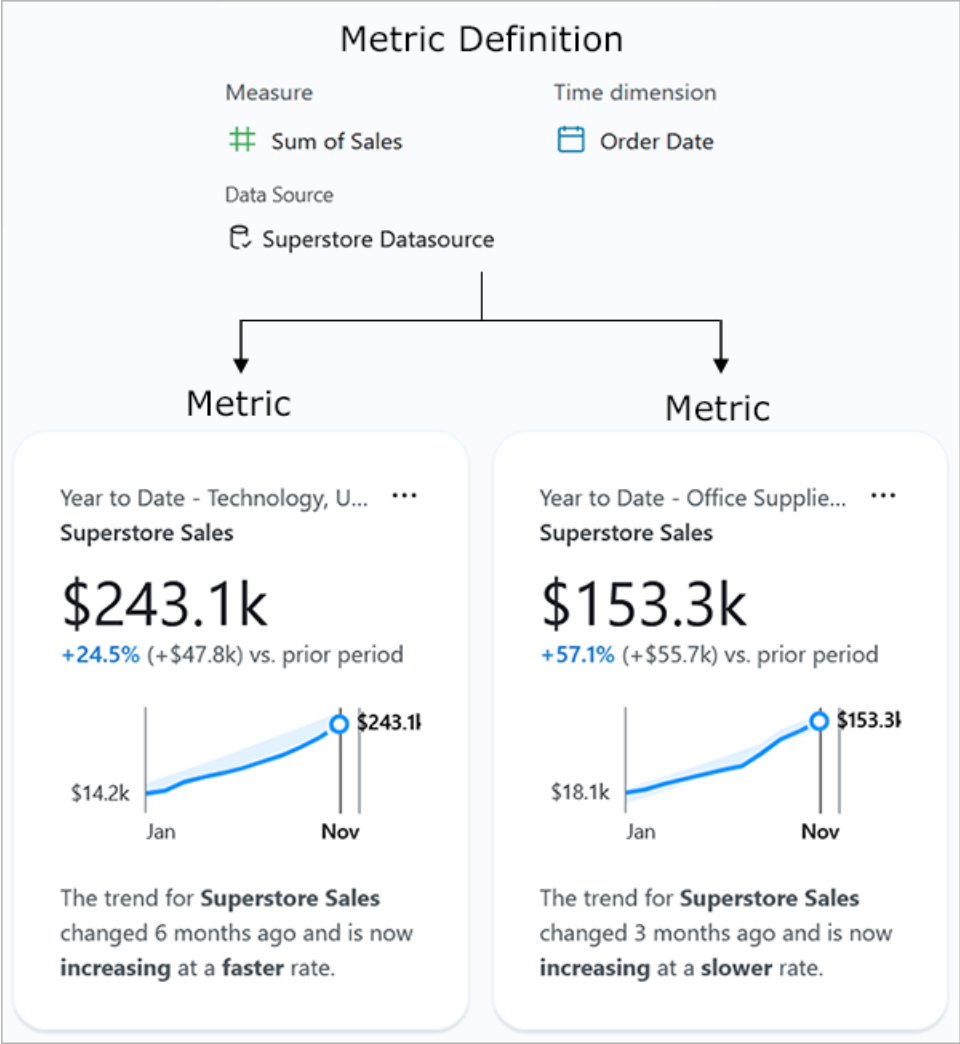 Metric Definition
Measure
Time dimension
Sum of Sales
Order Date
Data Source
Superstore Datasource
Metric
Metric
Year to Date - Technology, U...
Superstore Sales
$243.1k
+24.5% (+$47.8k) vs. prior period
$243.1k
$14.2k
Jan
Nov
The trend for Superstore Sales
changed 6 months ago and is now
increasing at a faster rate.
Year to Date - Office Supplie...
Superstore Sales
$153.3k
+57.1% (+$55.7k) vs. prior period
$153.3k
$18.1k
Jan
Nov
The trend for Superstore Sales
changed 3 months ago and is now
increasing at a slower rate.